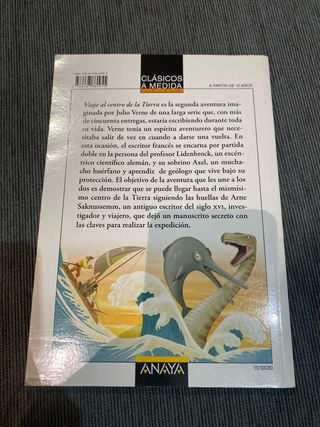 CLÁSICOS
A MEDIDA
A PARTIR DE 10 AÑOS
Viaje al centro de la Tierra es la segunda aventura ima-
ginada por Julio Verne de una larga serie que, con más
de cincuenta entregas, estaría escribiendo durante toda
su vida. Verne tenía un espíritu aventurero que nece-
sitaba salir de vez en cuando a darse una vuelta. En
esta ocasión, el escritor francés se encarna por partida
doble en la persona del profesor Lidenbrock, un ex-
céntrico científico alemán, y su sobrino Axel, un mucha-
cho huérfano y aprendiz de geólogo que vive bajo su
protección. El objetivo de la aventura que les une a los
dos es demostrar que se puede llegar hasta el mismísi-
mo centro de la Tierra siguiendo las huellas de Arne
Saknussemm, un antiguo escritor del siglo XVI, inves-
tigador y viajero, que dejó un manuscrito secreto con
las claves para realizar la expedición.
ANAYA
1510030